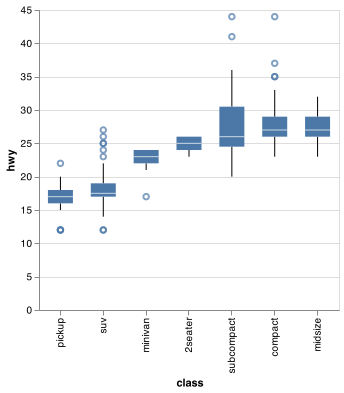 45
40
35
30
25
20
15
10
5
0
hwy
pickup
suv
minivan
2seater
subcompact
compact
midsize
class